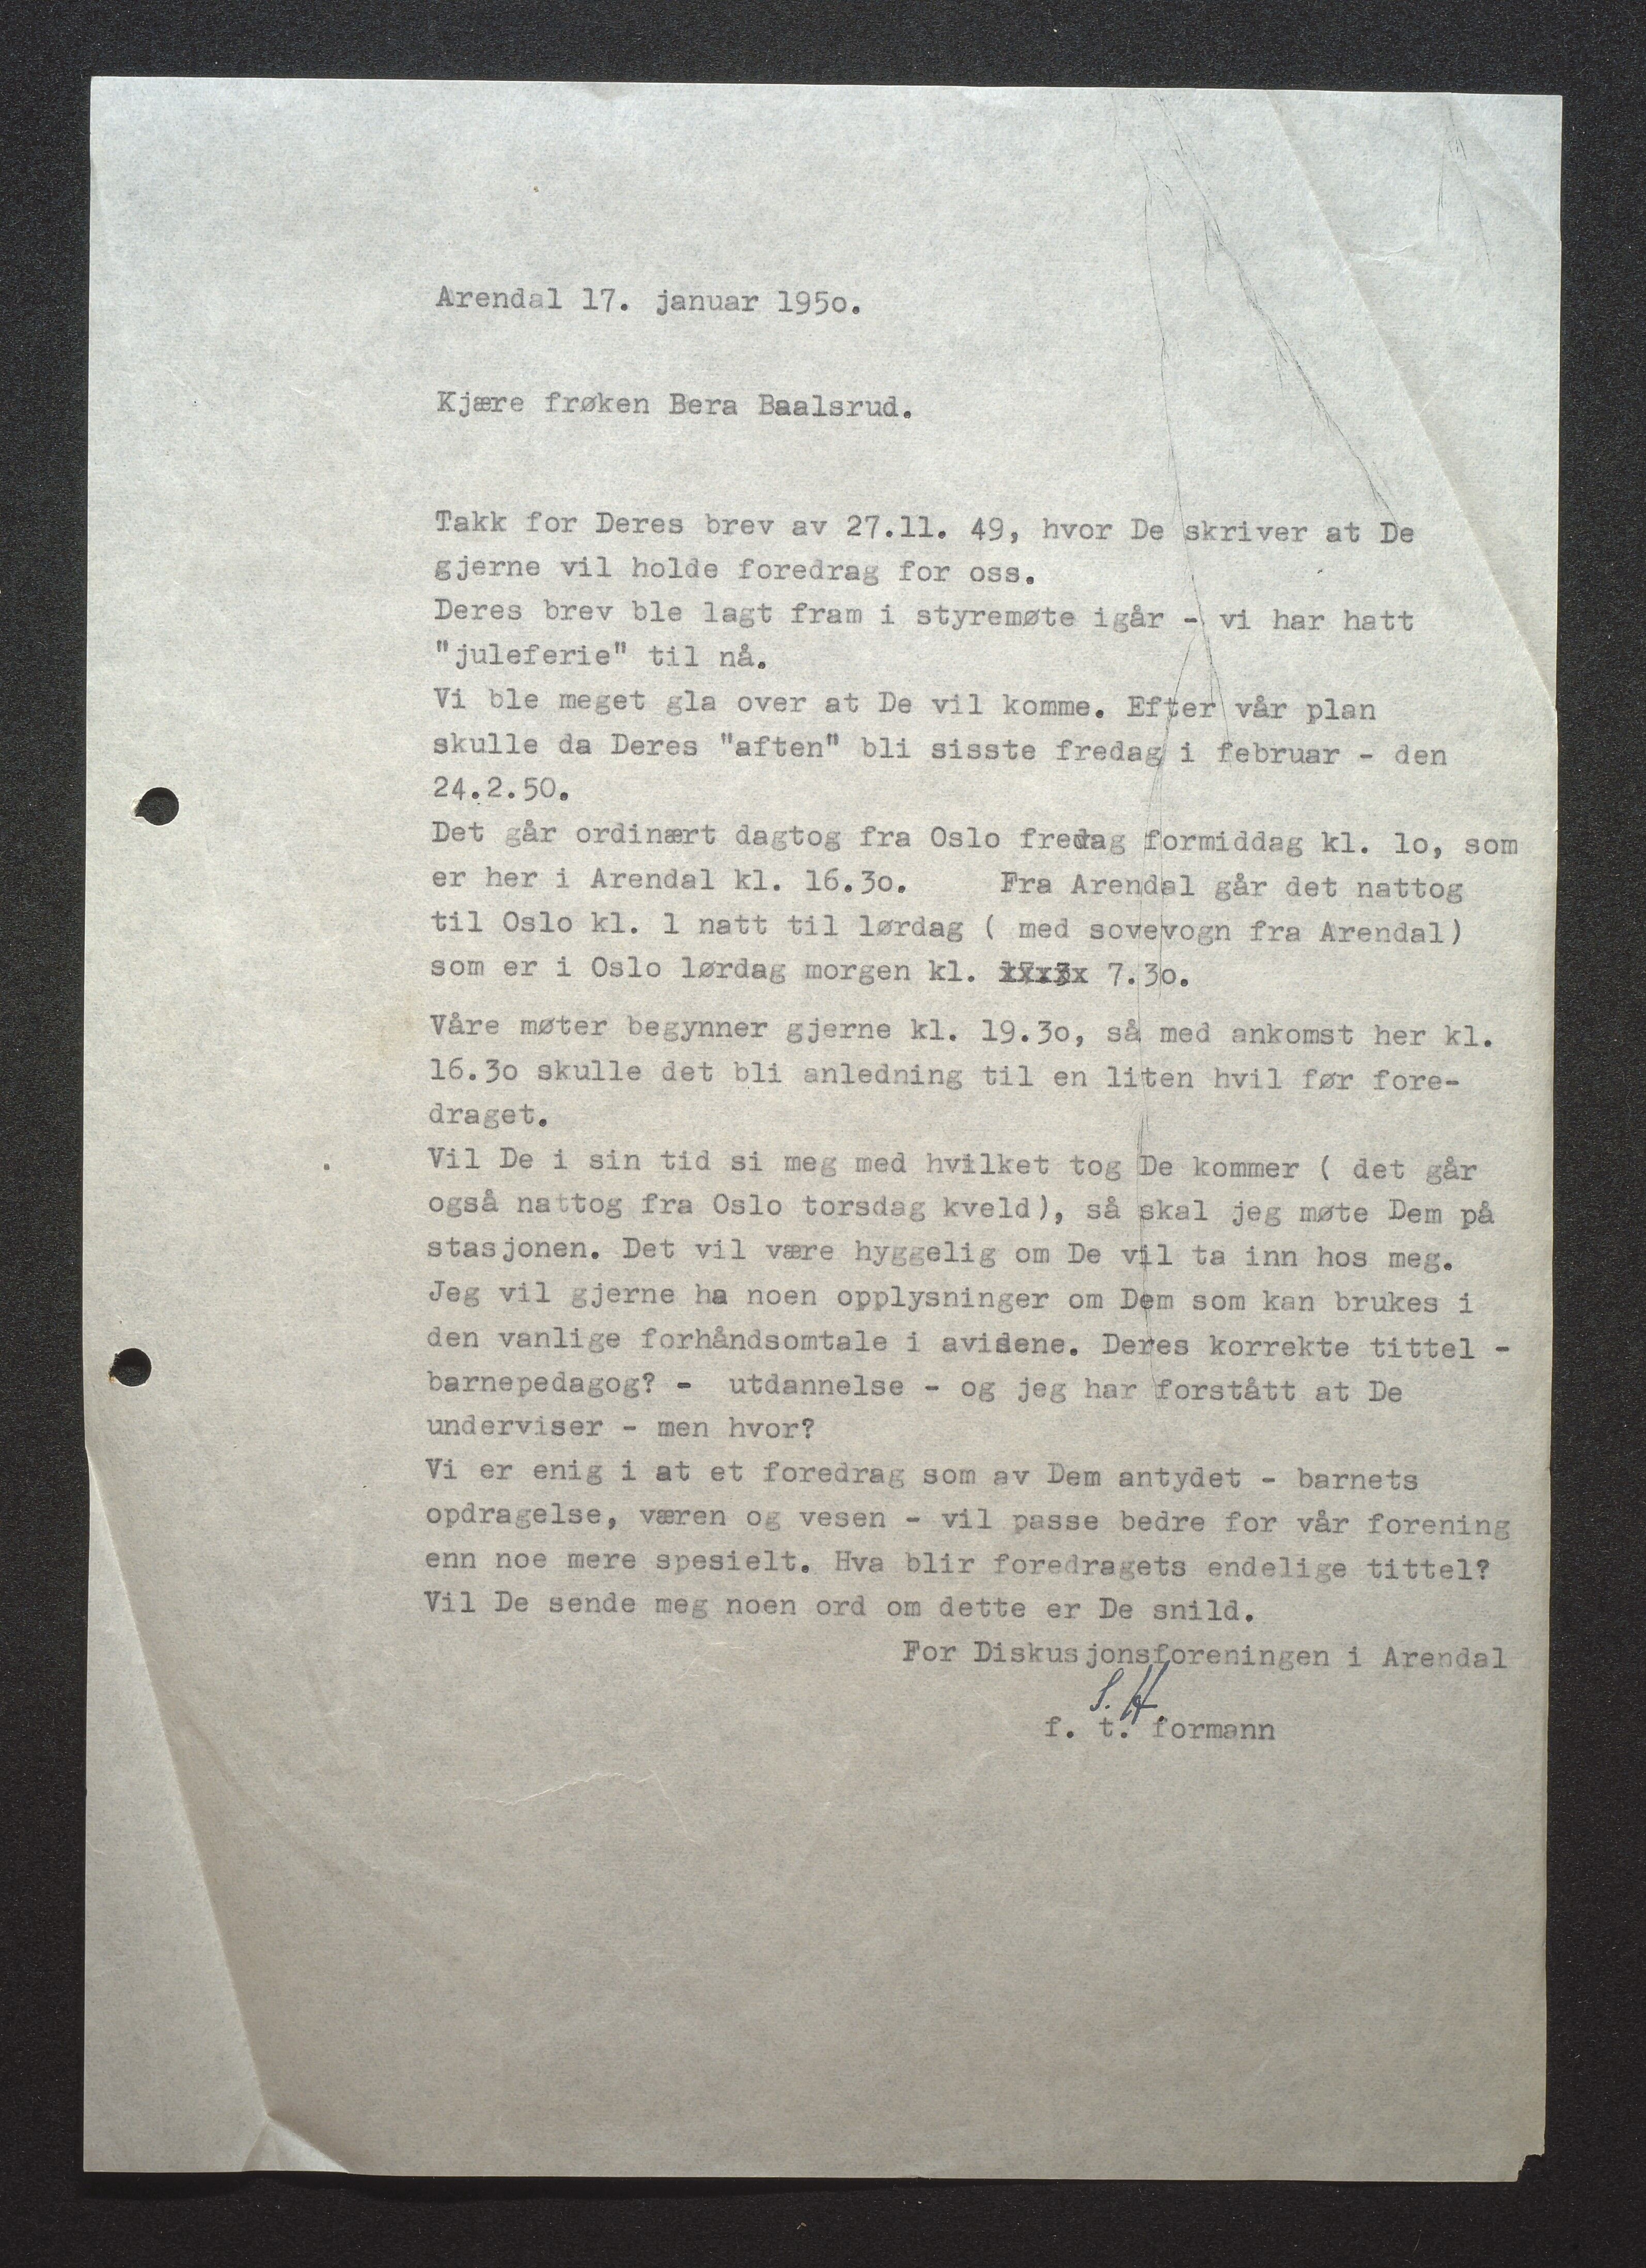 Arendal 17. januar 195o.
Kjære frøken Bera Baalsrud.
Takk for Deres brev av 27.11. 49, hvor De skriver at De
gjerne vil holde foredrag for oss.
Deres brev ble lagt fram i styremøte igår - vi har hatt
"juleferie" til nå.
Vi ble meget gla over at De vil komme. Efter vår plan
skulle da Deres "aften" bli sisste fredag i februar - den
24.2.50.
Det går ordinært dagtog fra Oslo fredag formiddag kl. lo, som
er her i Arendal kl. 16.3o. Fra Arendal går det nattog
til Oslo kl. 1 natt til lørdag ( med sovevogn fra Arendal)
som er i Oslo lørdag morgen kl. 7.3o.
Våre møter begynner gjerne kl. 19.3o, så med ankomst her kl.
16.3o skulle det bli anledning til en liten hvil før fore-
draget.
Vil De i sin tid si meg med hvilket tog De kommer ( det går
også nattog fra Oslo torsdag kveld), så skal jeg møte Dem på
stasjonen. Det vil være hyggelig om De vil ta inn hos meg.
Jeg vil gjerne ha noen opplysninger om Dem som kan brukes i
den vanlige forhåndsomtale i avisene. Deres korrekte tittel -
barnepedagog? - utdannelse - og jeg har forstått at De
underviser - men hvor?
Vi er enig i at et foredrag som av Dem antydet - barnets
opdragelse, væren og vesen - vil passe bedre for vår forening
enn noe mere spesielt. Hva blir foredragets endelige tittel?
Vil De sende meg noen ord om dette er De snild.
For Diskusjonsforeningen i Arendal
S. H.
f. t. formann